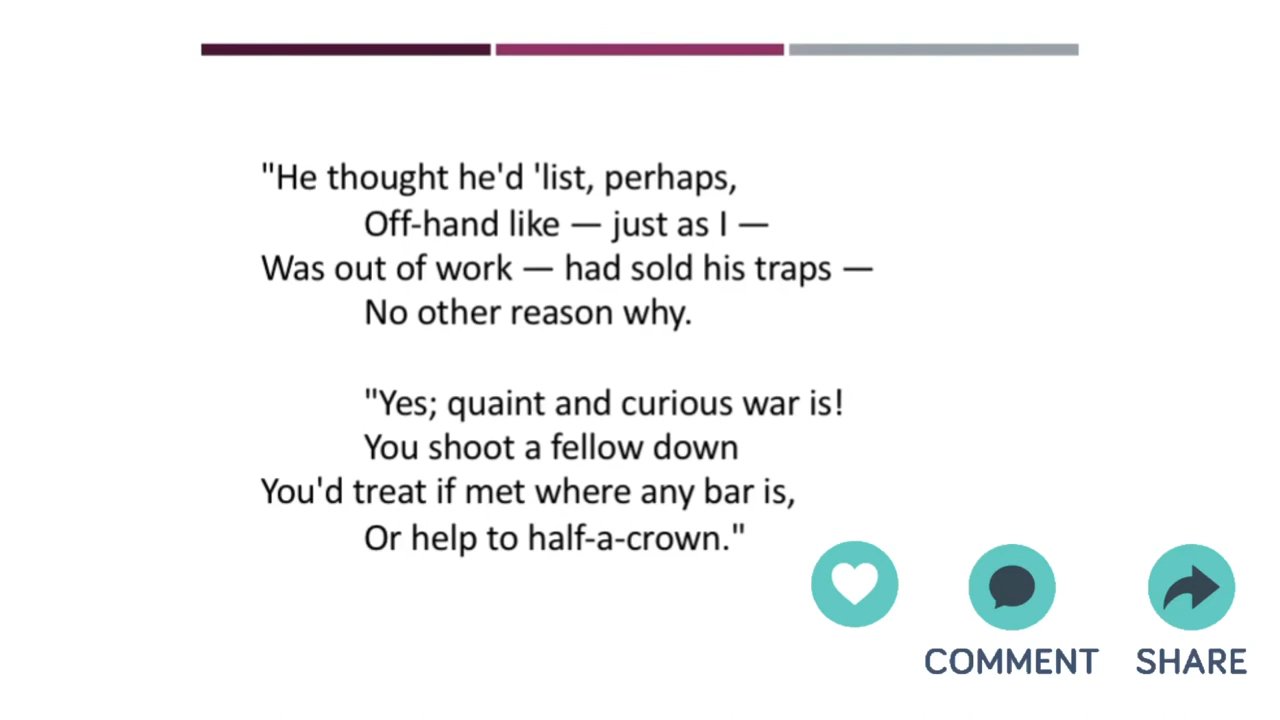 "He thought he'd 'list, perhaps,
Off-hand like — just as I —
Was out of work — had sold his traps —
No other reason why.
"Yes; quaint and curious war is!
You shoot a fellow down
You'd treat if met where any bar is,
Or help to half-a-crown."
COMMENT
SHARE